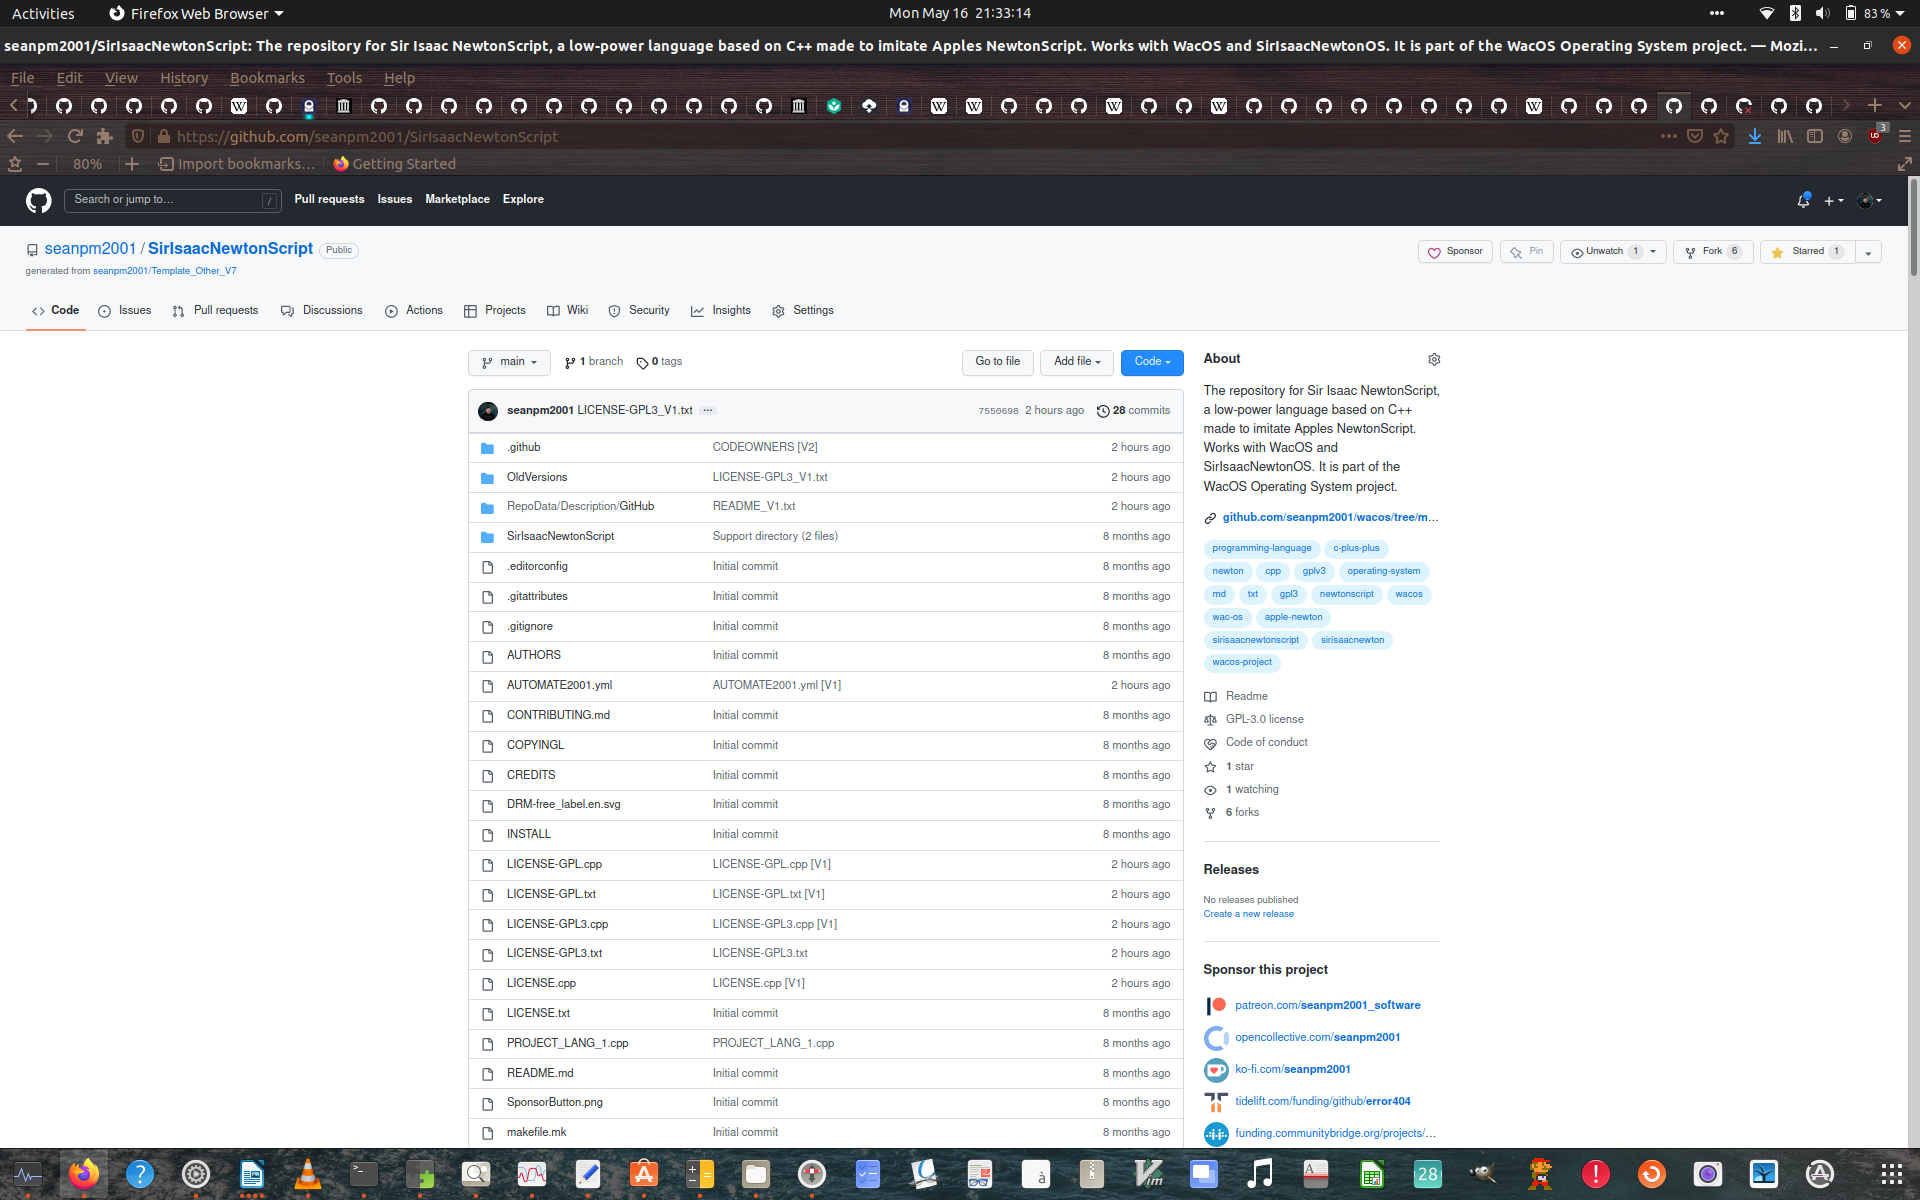 Activities
Firefox Web Browser
Mon May 16 21:33:14
83 %
seanpm2001/SirIsaacNewtonScript: The repository for Sir Isaac NewtonScript, a low-power language based on C++ made to imitate Apples NewtonScript. Works with WacOS and SirIsaacNewtonOS. It is part of the WacOS Operating System project. — Mozi…
File Edit View History Bookmarks Tools Help
https://github.com/seanpm2001/SirIsaacNewtonScript
3
80%
Import bookmarks…
Getting Started
Search or jump to…
/
Pull requests Issues Marketplace Explore
seanpm2001 / SirIsaacNewtonScript Public
generated from seanpm2001/Template_Other_V7
Sponsor
Pin
Unwatch 1
Fork 6
Starred 1
Code Issues Pull requests Discussions Actions Projects Wiki Security Insights Settings
main
1 branch
0 tags
Go to file
Add file
Code
seanpm2001 LICENSE-GPL3_V1.txt
7550698 2 hours ago 28 commits
.github CODEOWNERS [V2] 2 hours ago
OldVersions LICENSE-GPL3_V1.txt 2 hours ago
RepoData/Description/GitHub README_V1.txt 2 hours ago
SirIsaacNewtonScript Support directory (2 files) 8 months ago
.editorconfig Initial commit 8 months ago
.gitattributes Initial commit 8 months ago
.gitignore Initial commit 8 months ago
AUTHORS Initial commit 8 months ago
AUTOMATE2001.yml AUTOMATE2001.yml [V1] 2 hours ago
CONTRIBUTING.md Initial commit 8 months ago
COPYINGL Initial commit 8 months ago
CREDITS Initial commit 8 months ago
DRM-free_label.en.svg Initial commit 8 months ago
INSTALL Initial commit 8 months ago
LICENSE-GPL.cpp LICENSE-GPL.cpp [V1] 2 hours ago
LICENSE-GPL.txt LICENSE-GPL.txt [V1] 2 hours ago
LICENSE-GPL3.cpp LICENSE-GPL3.cpp [V1] 2 hours ago
LICENSE-GPL3.txt LICENSE-GPL3.txt 2 hours ago
LICENSE.cpp LICENSE.cpp [V1] 2 hours ago
LICENSE.txt Initial commit 8 months ago
PROJECT_LANG_1.cpp PROJECT_LANG_1.cpp 8 months ago
README.md Initial commit 8 months ago
SponsorButton.png Initial commit 8 months ago
makefile.mk Initial commit 8 months ago
About
The repository for Sir Isaac NewtonScript,
a low-power language based on C++
made to imitate Apples NewtonScript.
Works with WacOS and
SirIsaacNewtonOS. It is part of the
WacOS Operating System project.
github.com/seanpm2001/wacos/tree/m…
programming-language c-plus-plus
newton cpp gplv3 operating-system
md txt gpl3 newtonscript wacos
wac-os apple-newton
sirisaacnewtonscript sirisaacnewton
wacos-project
Readme
GPL-3.0 license
Code of conduct
1 star
1 watching
6 forks
Releases
No releases published
Create a new release
Sponsor this project
patreon.com/seanpm2001_software
opencollective.com/seanpm2001
ko-fi.com/seanpm2001
tidelift.com/funding/github/error404
funding.communitybridge.org/projects/…
28